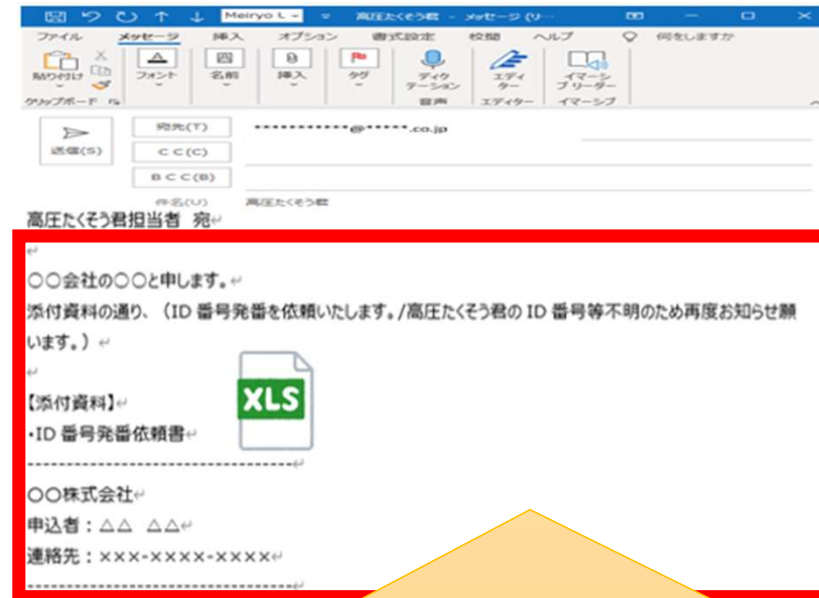 Meiryo U
高圧たくそう君 - メッセージ (リ…
ファイル メッセージ 挿入 オプション 書式設定 校閲 ヘルプ 何をしますか
貼り付け フォント 名前 挿入 タグ ディクテーション エディター イマーシブ リーダー
クリップボード 音声 エディター イマーシブ
送信(S)
宛先(T) ***********@*****.co.jp
C C (C)
B C C (B)
件名(U) 高圧たくそう君
高圧たくそう君担当者 宛↵
↵
〇〇会社の〇〇と申します。↵
添付資料の通り、（ID 番号発番を依頼いたします。/高圧たくそう君の ID 番号等不明のため再度お知らせ願
います。）↵
↵
【添付資料】↵
XLS
・ID 番号発番依頼書↵
----------------------------------↵
〇〇株式会社↵
申込者：△△ △△↵
連絡先：×××-××××-××××↵
----------------------------------↵